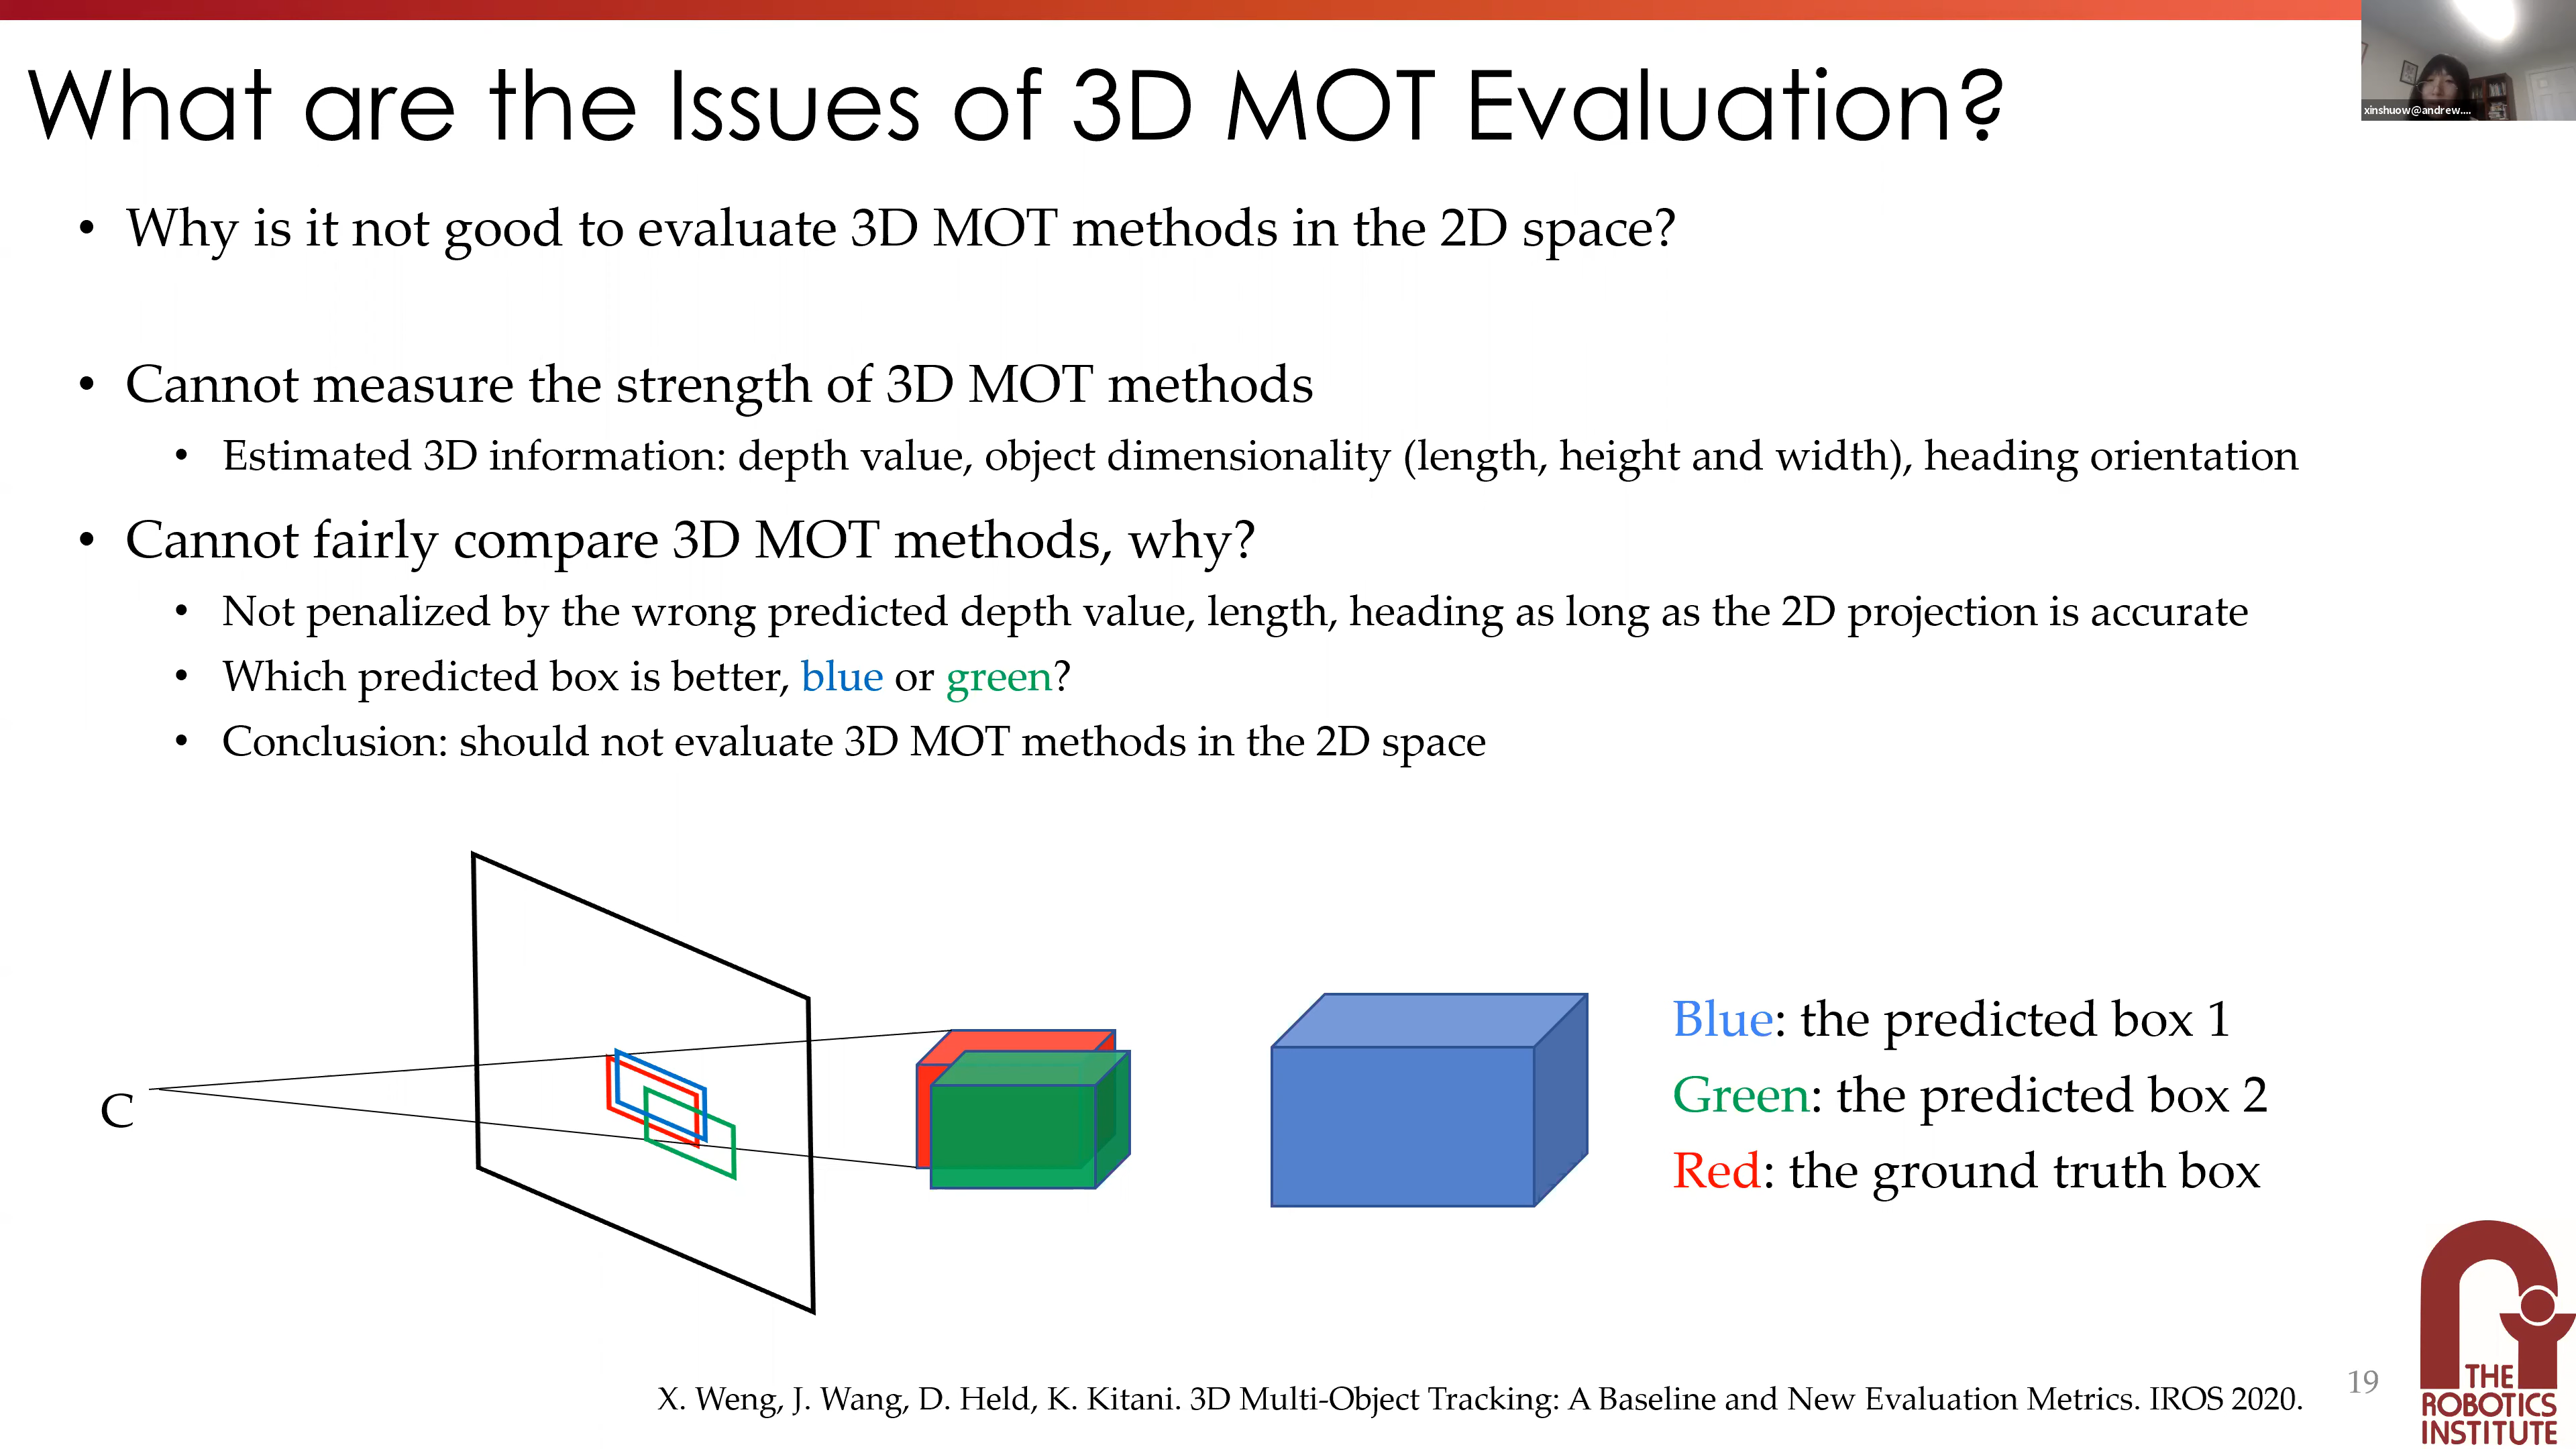 What are the Issues of 3D MOT Evaluation?
xinshuow@andrew....
• Why is it not good to evaluate 3D MOT methods in the 2D space?
• Cannot measure the strength of 3D MOT methods
• Estimated 3D information: depth value, object dimensionality (length, height and width), heading orientation
• Cannot fairly compare 3D MOT methods, why?
• Not penalized by the wrong predicted depth value, length, heading as long as the 2D projection is accurate
• Which predicted box is better, blue or green?
• Conclusion: should not evaluate 3D MOT methods in the 2D space
C
Blue: the predicted box 1
Green: the predicted box 2
Red: the ground truth box
X. Weng, J. Wang, D. Held, K. Kitani. 3D Multi-Object Tracking: A Baseline and New Evaluation Metrics. IROS 2020.
19
THE
ROBOTICS
INSTITUTE